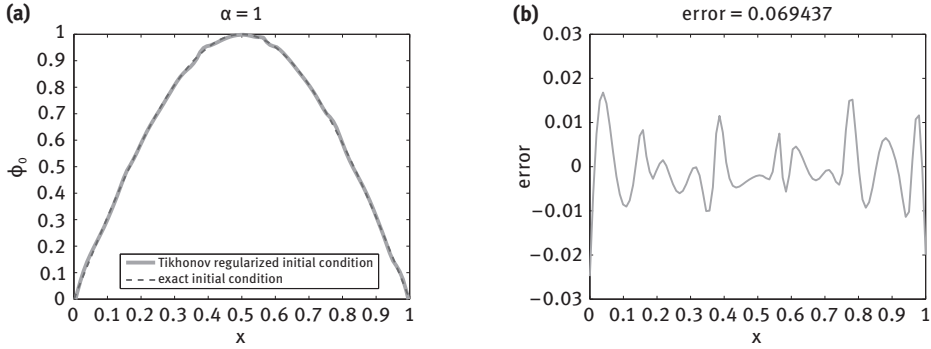 (a)
α = 1
1
0.9
0.8
0.7
0.6
0.5
0.4
0.3
0.2
0.1
0
ϕ₀
Tikhonov regularized initial condition
exact initial condition
0 0.1 0.2 0.3 0.4 0.5 0.6 0.7 0.8 0.9 1
x
(b)
error = 0.069437
0.03
0.02
0.01
0
−0.01
−0.02
−0.03
error
0 0.1 0.2 0.3 0.4 0.5 0.6 0.7 0.8 0.9 1
x